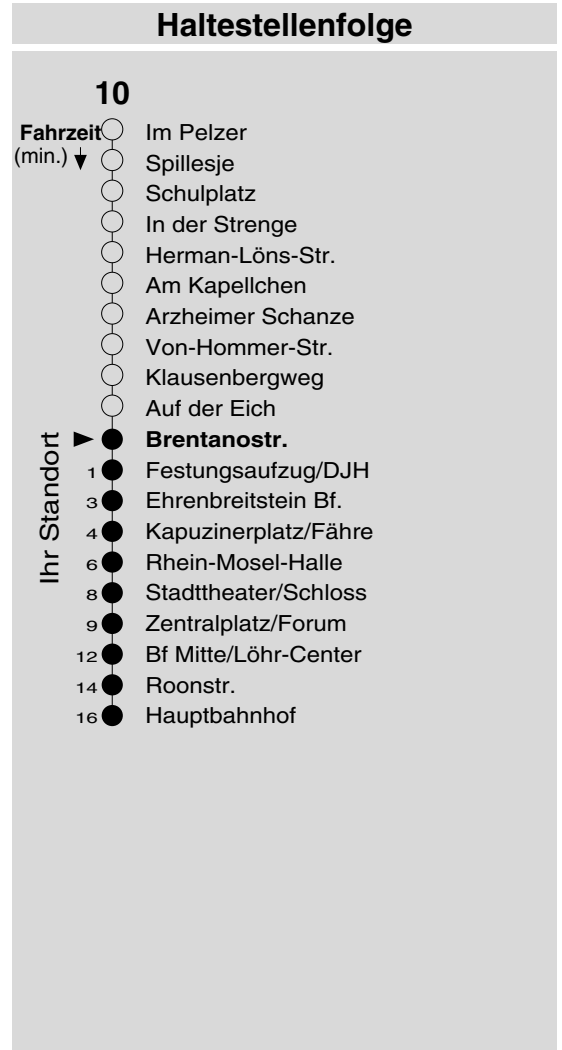 Haltestellenfolge
10
Fahrzeit Im Pelzer
(min.) Spillesje
Schulplatz
In der Strenge
Herman-Löns-Str.
Am Kapellchen
Arzheimer Schanze
Von-Hommer-Str.
Klausenbergweg
Auf der Eich
Ihr Standort
Brentanostr.
1 Festungsaufzug/DJH
3 Ehrenbreitstein Bf.
4 Kapuzinerplatz/Fähre
6 Rhein-Mosel-Halle
8 Stadttheater/Schloss
9 Zentralplatz/Forum
12 Bf Mitte/Löhr-Center
14 Roonstr.
16 Hauptbahnhof